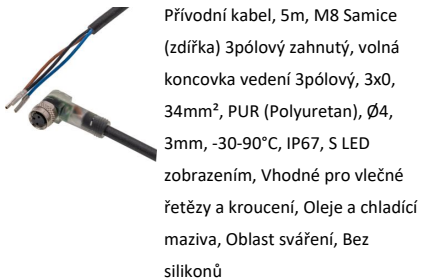 Přívodní kabel, 5m, M8 Samice
(zdířka) 3pólový zahnutý, volná
koncovka vedení 3pólový, 3x0,
34mm², PUR (Polyuretan), Ø4,
3mm, -30-90°C, IP67, S LED
zobrazením, Vhodné pro vlečné
řetězy a kroucení, Oleje a chladící
maziva, Oblast sváření, Bez
silikonů